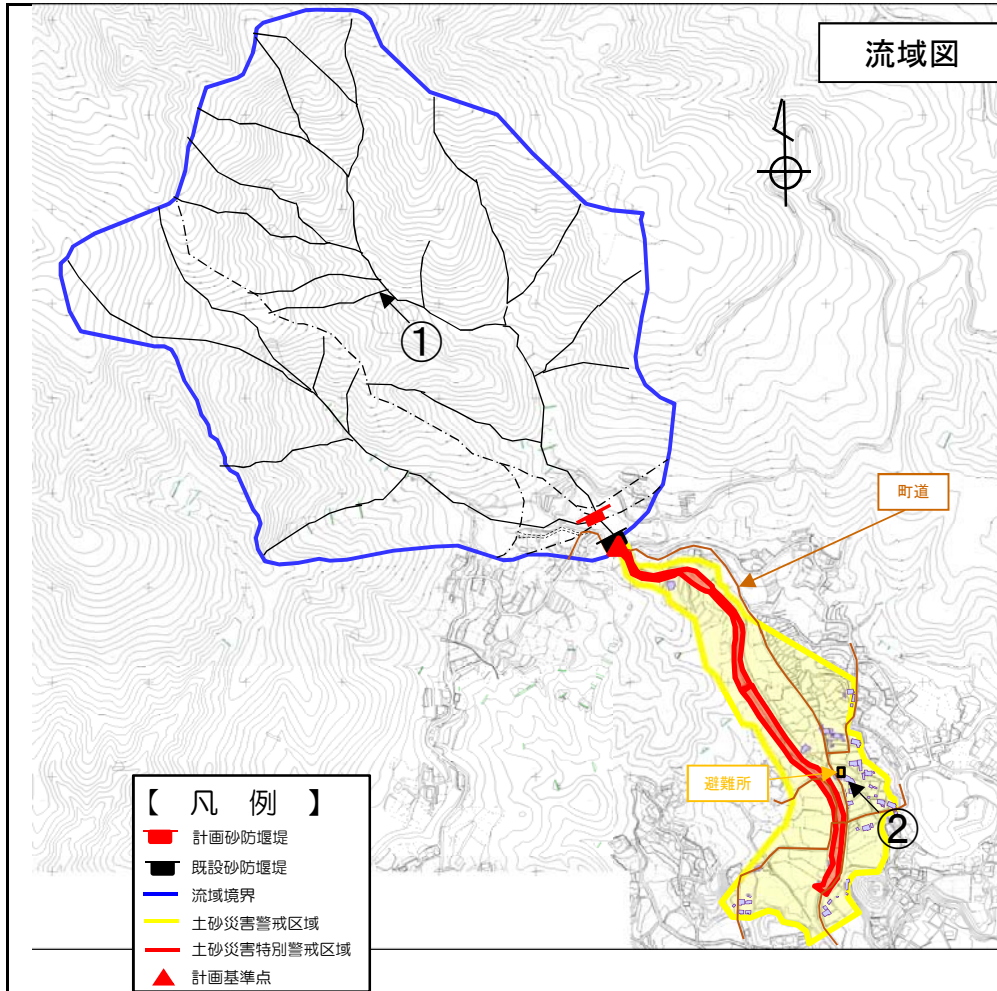 流域図
①
町道
避難所
②
【 凡 例 】
計画砂防堰堤
既設砂防堰堤
流域境界
土砂災害警戒区域
土砂災害特別警戒区域
計画基準点